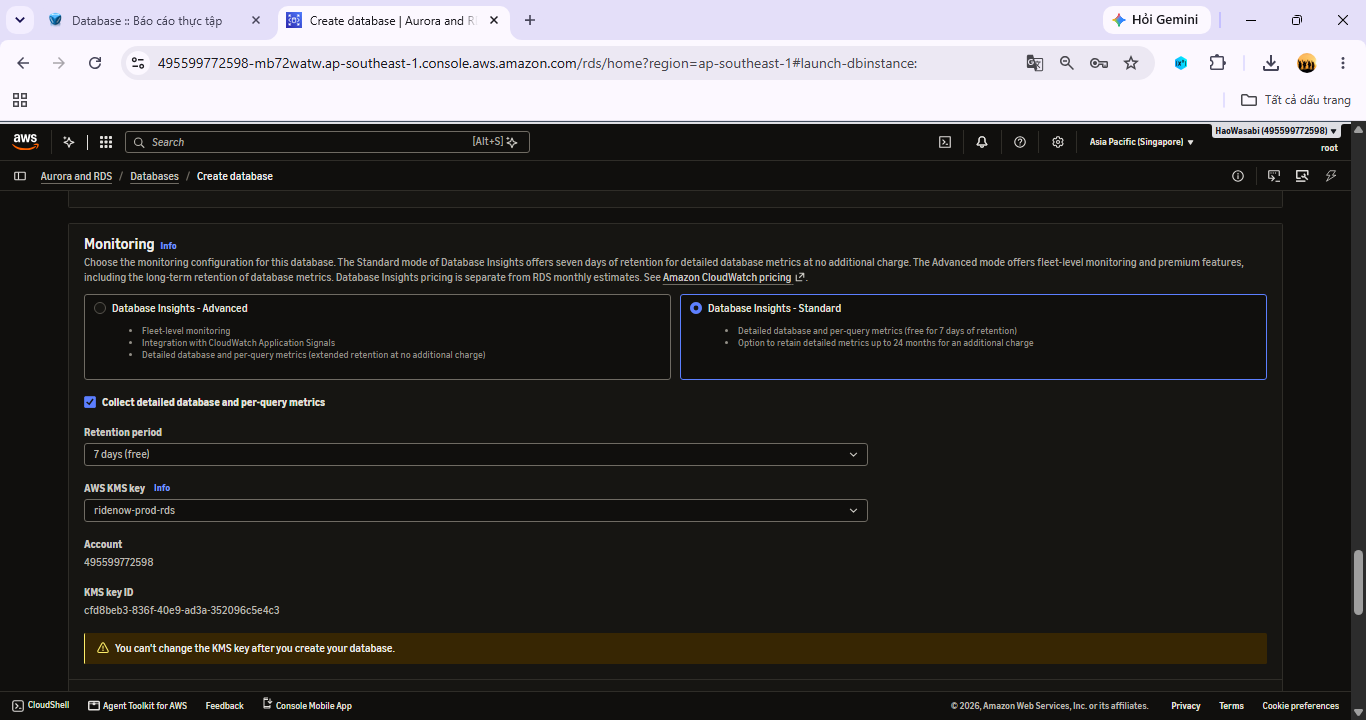 Database :: Báo cáo thực tập
Create database | Aurora and R
Hỏi Gemini
495599772598-mb72watw.ap-southeast-1.console.aws.amazon.com/rds/home?region=ap-southeast-1#launch-dbinstance:
Tất cả dấu trang
aws
Search
[Alt+S]
Asia Pacific (Singapore) ▼
HaoWasabi (495599772598) ▼
root
Aurora and RDS / Databases / Create database
Monitoring Info
Choose the monitoring configuration for this database. The Standard mode of Database Insights offers seven days of retention for detailed database metrics at no additional charge. The Advanced mode offers fleet-level monitoring and premium features,
including the long-term retention of database metrics. Database Insights pricing is separate from RDS monthly estimates. See Amazon CloudWatch pricing.
Database Insights - Advanced
• Fleet-level monitoring
• Integration with CloudWatch Application Signals
• Detailed database and per-query metrics (extended retention at no additional charge)
Database Insights - Standard
• Detailed database and per-query metrics (free for 7 days of retention)
• Option to retain detailed metrics up to 24 months for an additional charge
Collect detailed database and per-query metrics
Retention period
7 days (free)
AWS KMS key Info
ridenow-prod-rds
Account
495599772598
KMS key ID
cfd8beb3-836f-40e9-ad3a-352096c5e4c3
You can't change the KMS key after you create your database.
CloudShell
Agent Toolkit for AWS
Feedback
Console Mobile App
© 2026, Amazon Web Services, Inc. or its affiliates.
Privacy
Terms
Cookie preferences